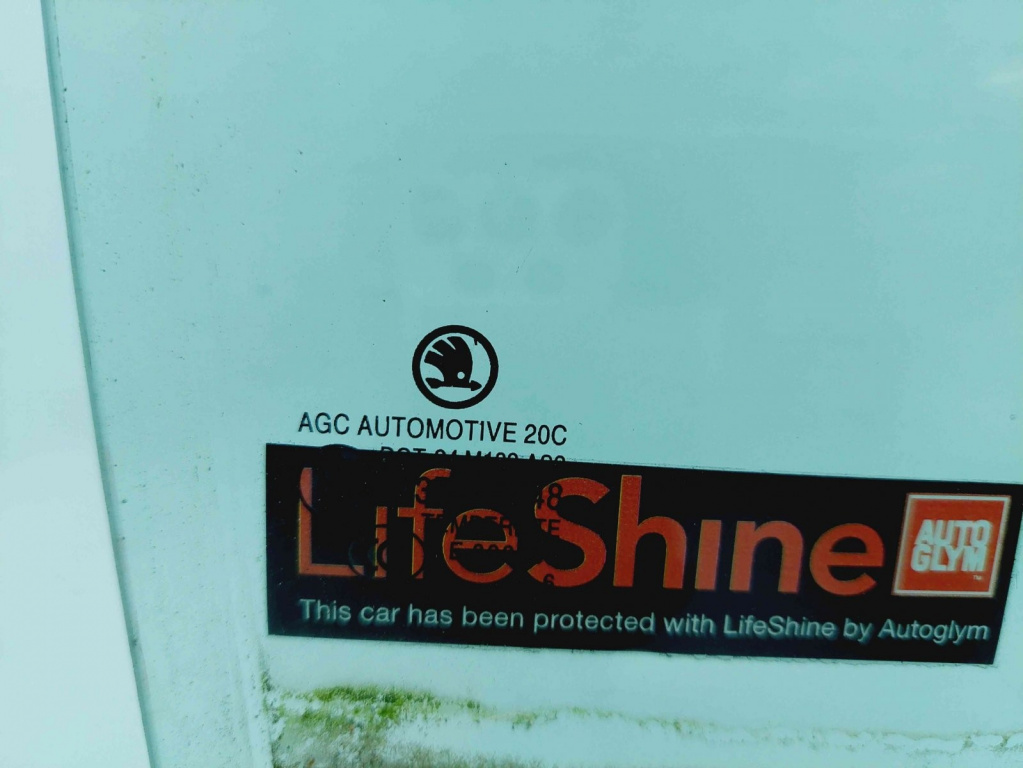 AGC AUTOMOTIVE 20C
LifeShine
AUTO
GLYM
This car has been protected with LifeShine by Autoglym